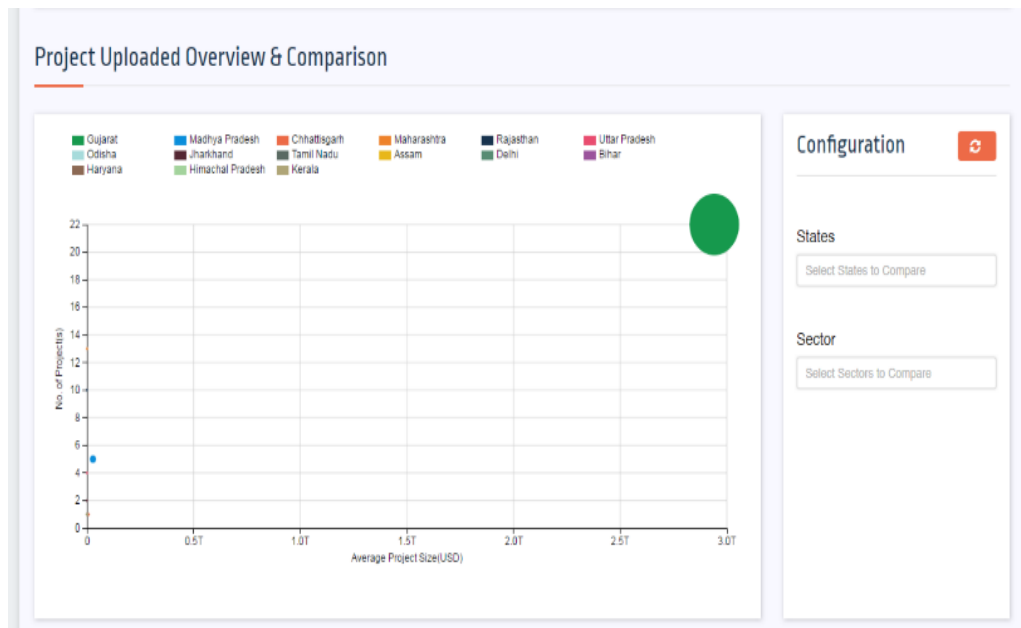 Project Uploaded Overview & Comparison
Gujarat Madhya Pradesh Chhattisgarh Maharashtra Rajasthan Uttar Pradesh
Odisha Jharkhand Tamil Nadu Assam Delhi Bihar
Haryana Himachal Pradesh Kerala
22
20
18
16
14
12
10
8
6
4
2
0
No. of Project(s)
0 0.5T 1.0T 1.5T 2.0T 2.5T 3.0T
Average Project Size(USD)
Configuration
States
Select States to Compare
Sector
Select Sectors to Compare